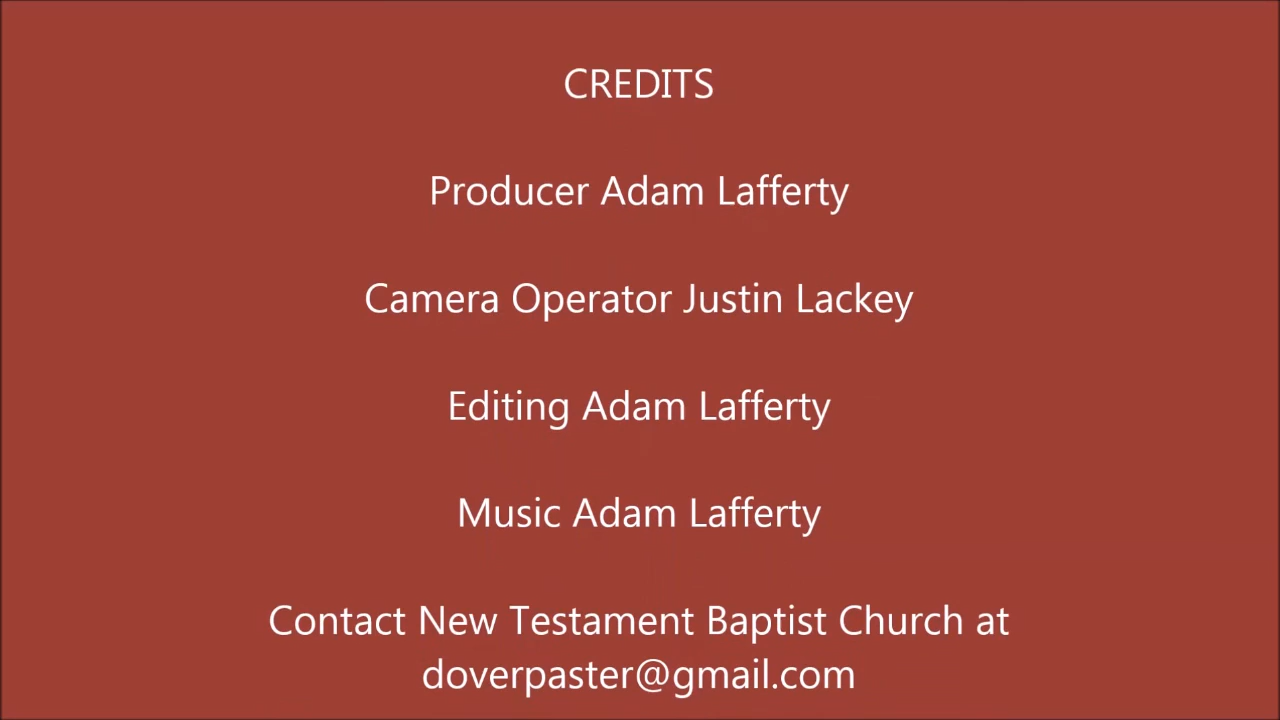 CREDITS
Producer Adam Lafferty
Camera Operator Justin Lackey
Editing Adam Lafferty
Music Adam Lafferty
Contact New Testament Baptist Church at
doverpaster@gmail.com